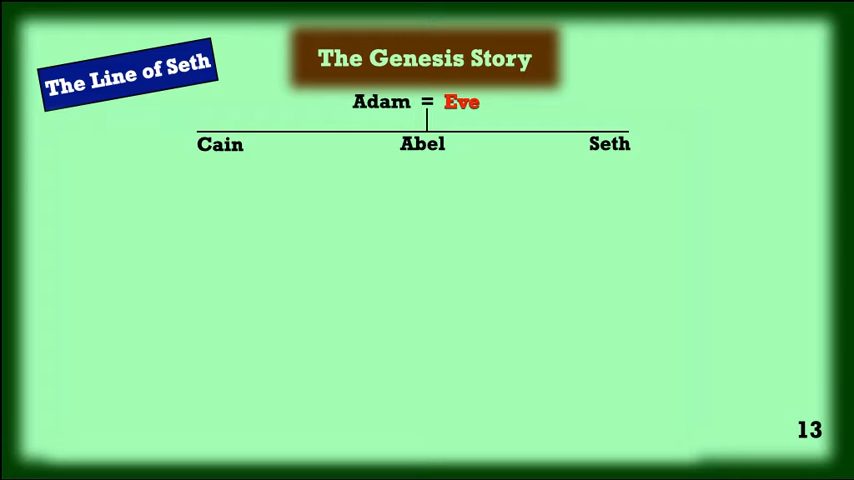 The Genesis Story
The Line of Seth
Adam = Eve
Cain Abel Seth
13